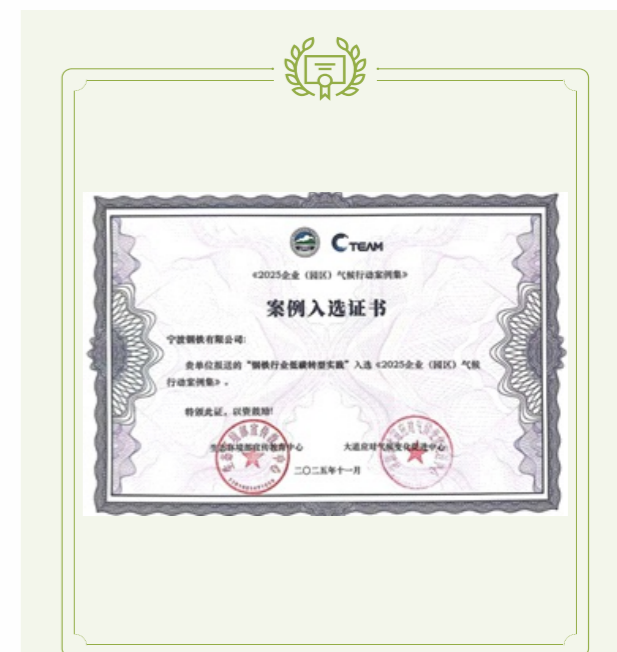 CTEAM
《2025企业（园区）气候行动案例集》
案例入选证书
宁波钢铁有限公司:
贵单位报送的“钢铁行业低碳转型实践”入选《2025企业（园区）气候
行动案例集》。
特颁此证，以资鼓励!
生态环境部宣传教育中心 大道应对气候变化促进中心
二〇二五年十一月